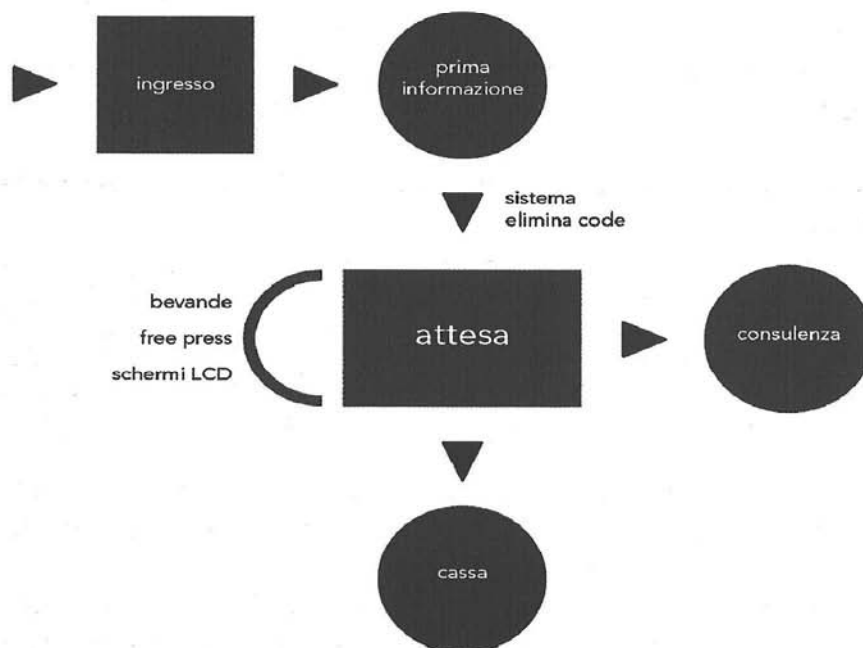 ingresso
prima
informazione
sistema
elimina code
bevande
free press
schermi LCD
attesa
consulenza
cassa